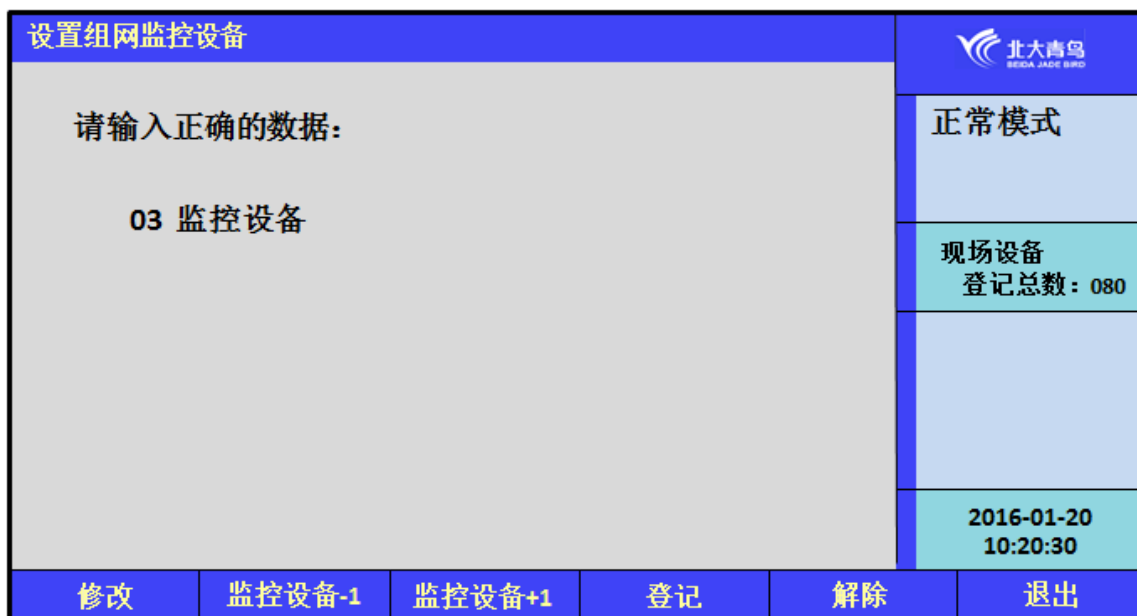 设置组网监控设备
北大青鸟
BEIDA JADE BIRD
请输入正确的数据：
03 监控设备
正常模式
现场设备
登记总数：080
2016-01-20
10:20:30
修改 监控设备-1 监控设备+1 登记 解除 退出